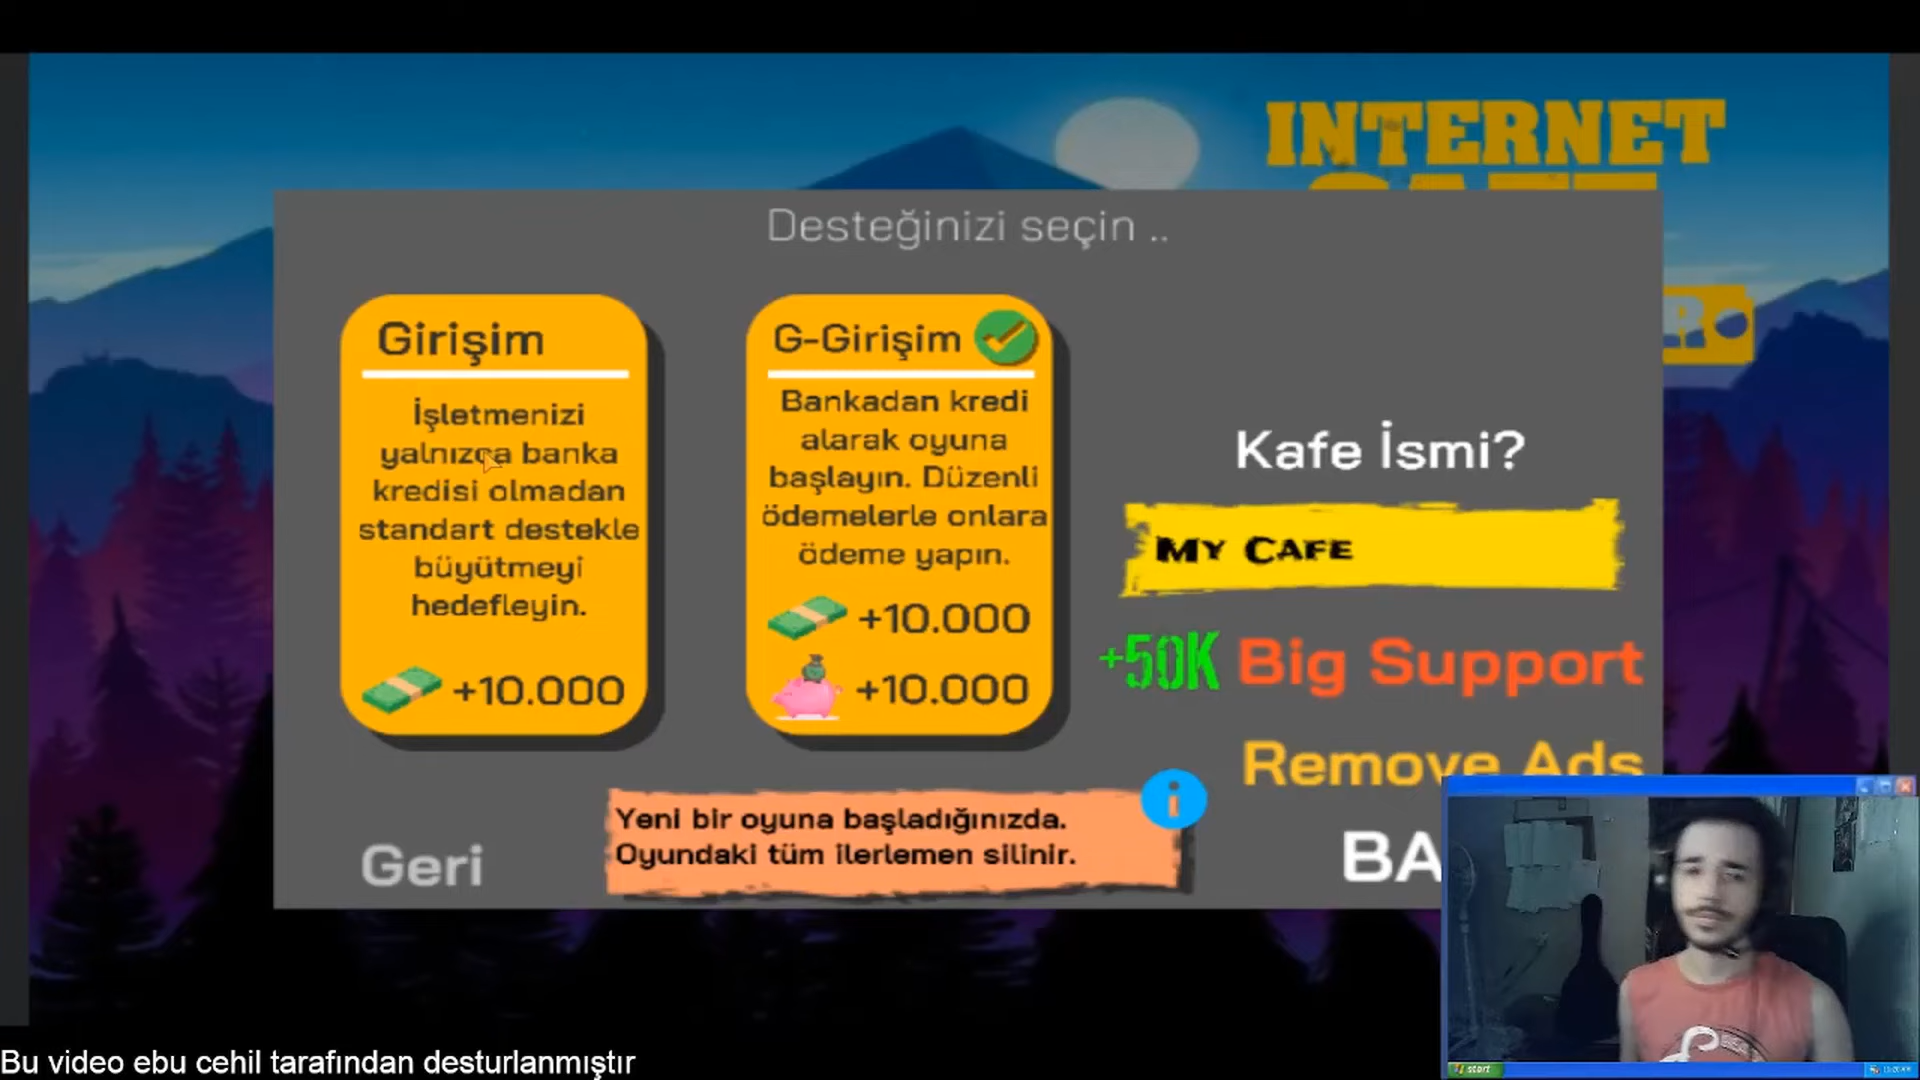 INTERNET
Desteğinizi seçin ..
Girişim
İşletmenizi
yalnızca banka
kredisi olmadan
standart destekle
büyütmeyi
hedefleyin.
+10.000
G-Girişim
Bankadan kredi
alarak oyuna
başlayın. Düzenli
ödemelerle onlara
ödeme yapın.
+10.000
+10.000
Kafe İsmi?
My Cafe
+50K Big Support
Remove Ads
BA
Geri
Yeni bir oyuna başladığınızda.
Oyundaki tüm ilerlemen silinir.
i
start
Bu video ebu cehil tarafından desturlanmıştır